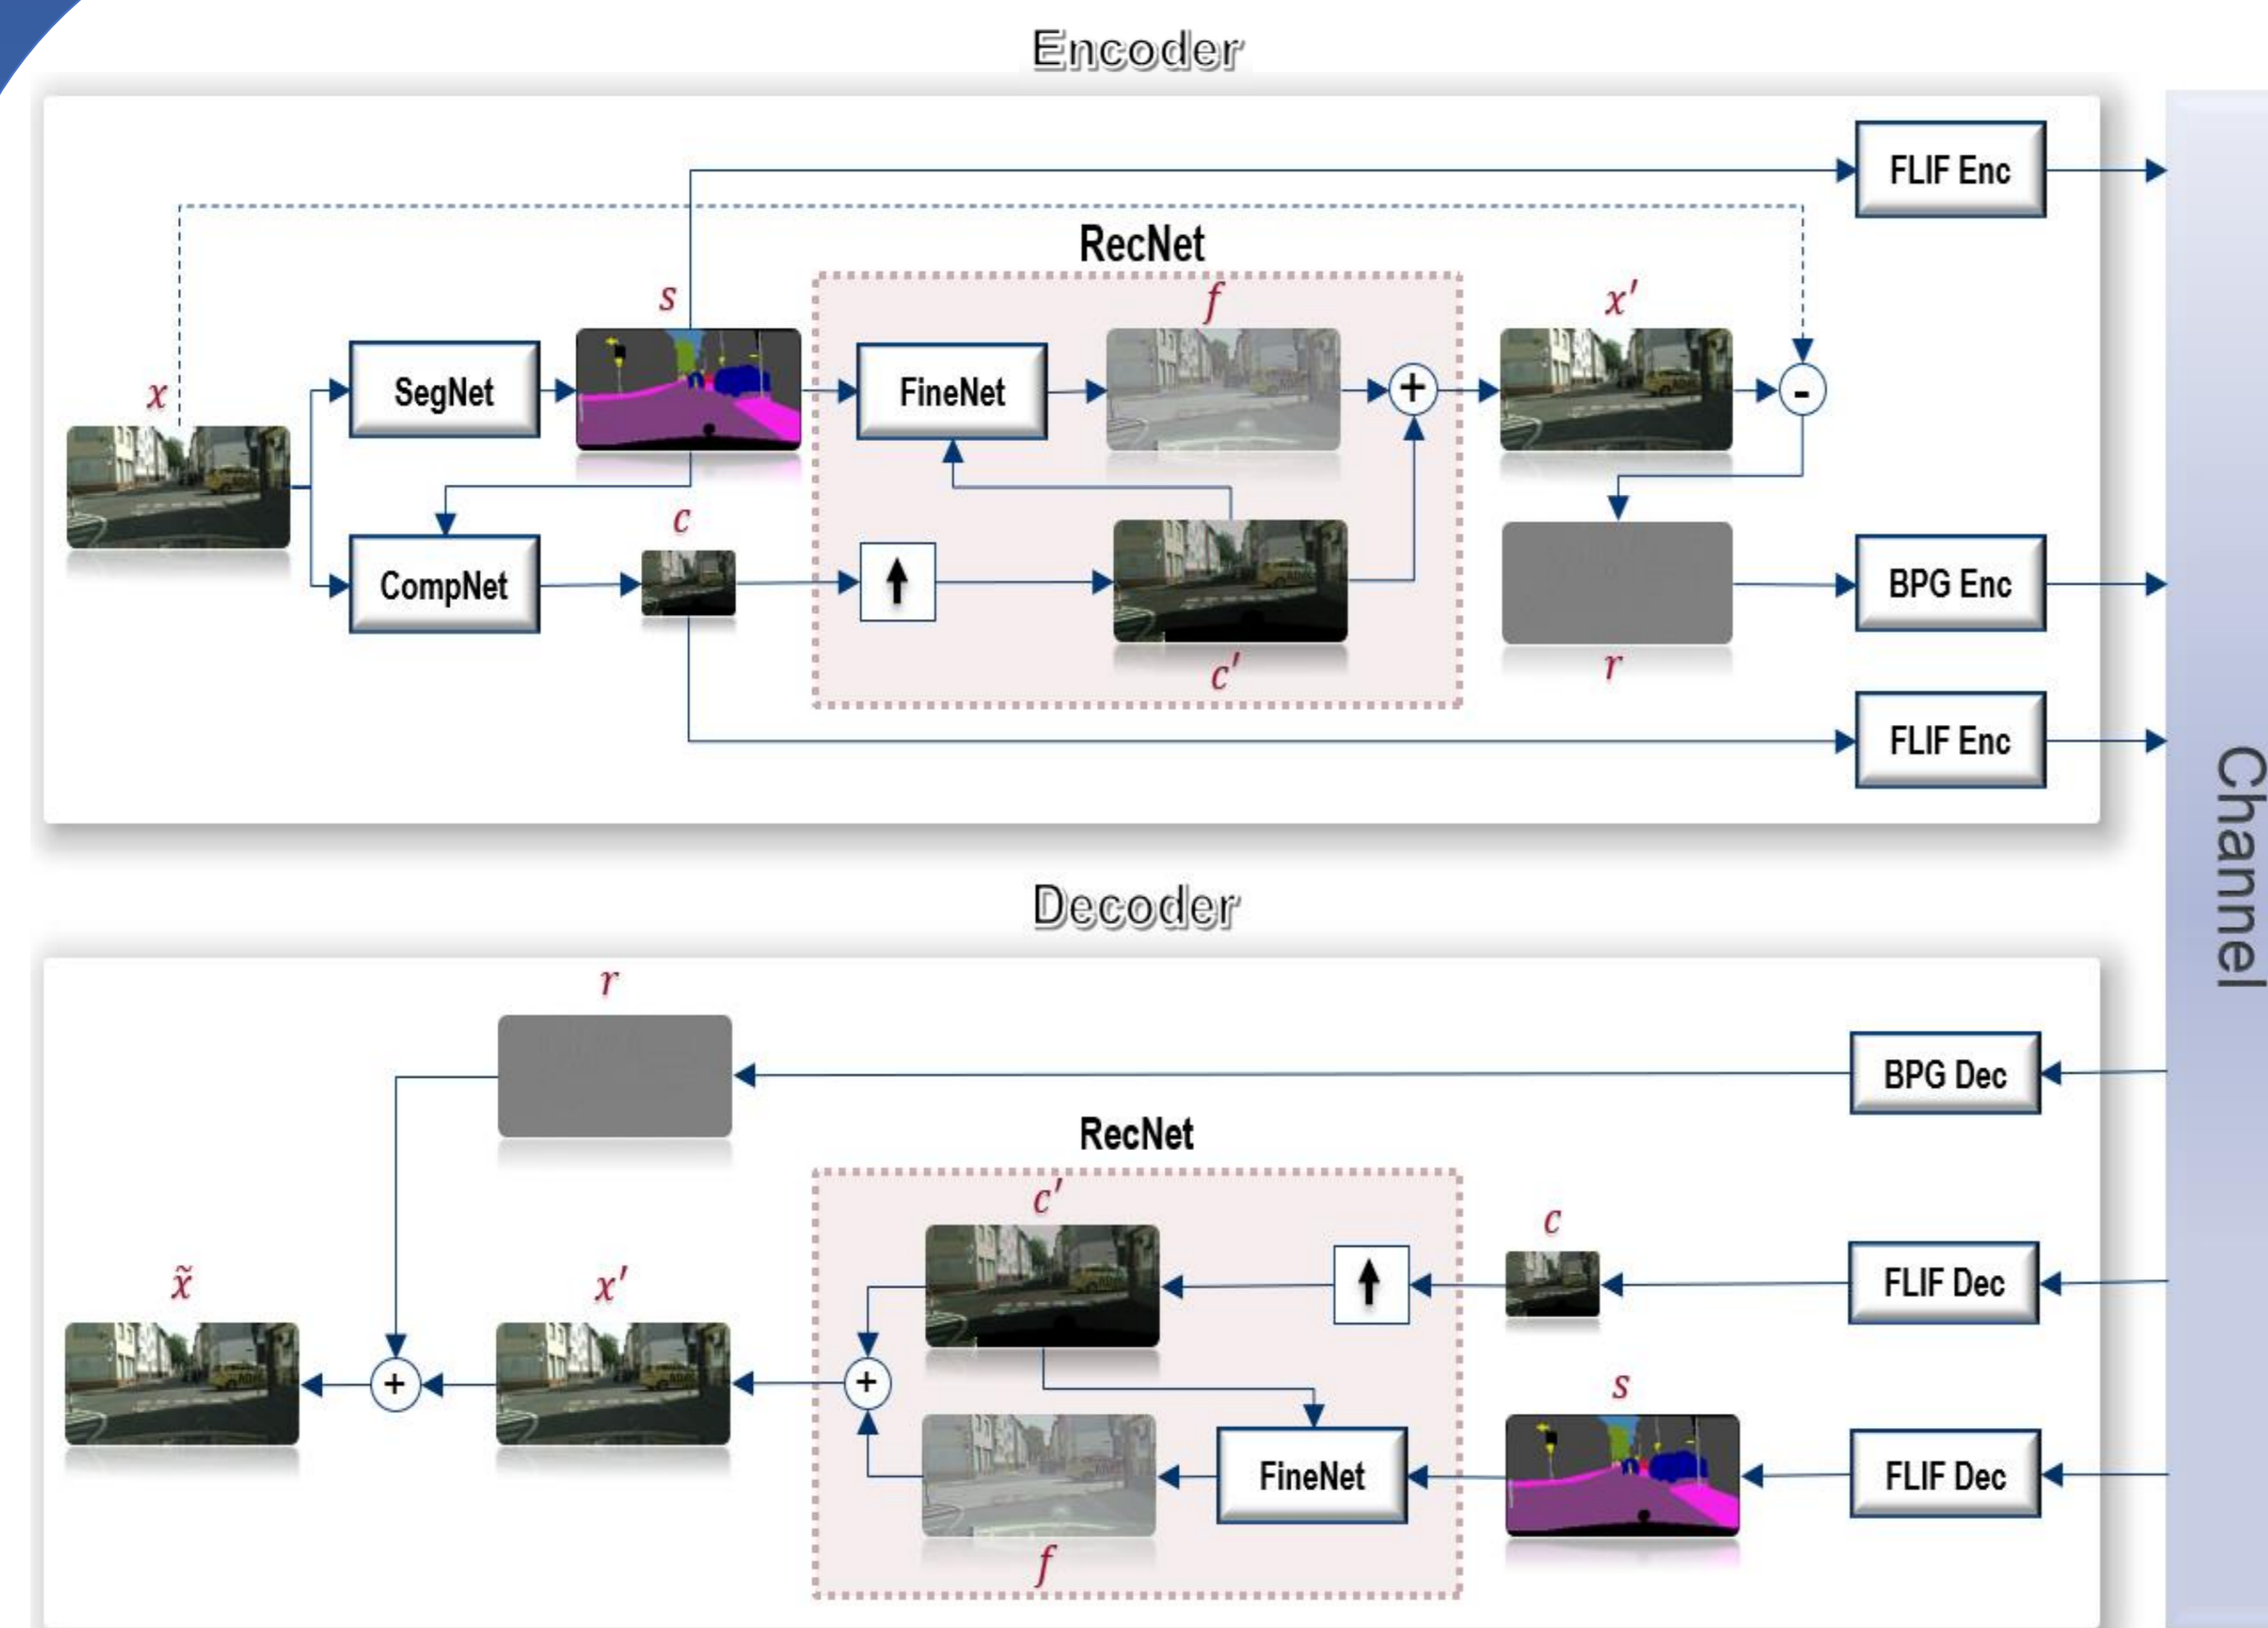 Encoder
FLIF Enc
RecNet
s
f
x′
x
SegNet
FineNet
+
-
c
CompNet
c′
r
BPG Enc
FLIF Enc
Channel
Decoder
r
BPG Dec
RecNet
c′
c
x̃
x′
FLIF Dec
+
+
s
FineNet
FLIF Dec
f